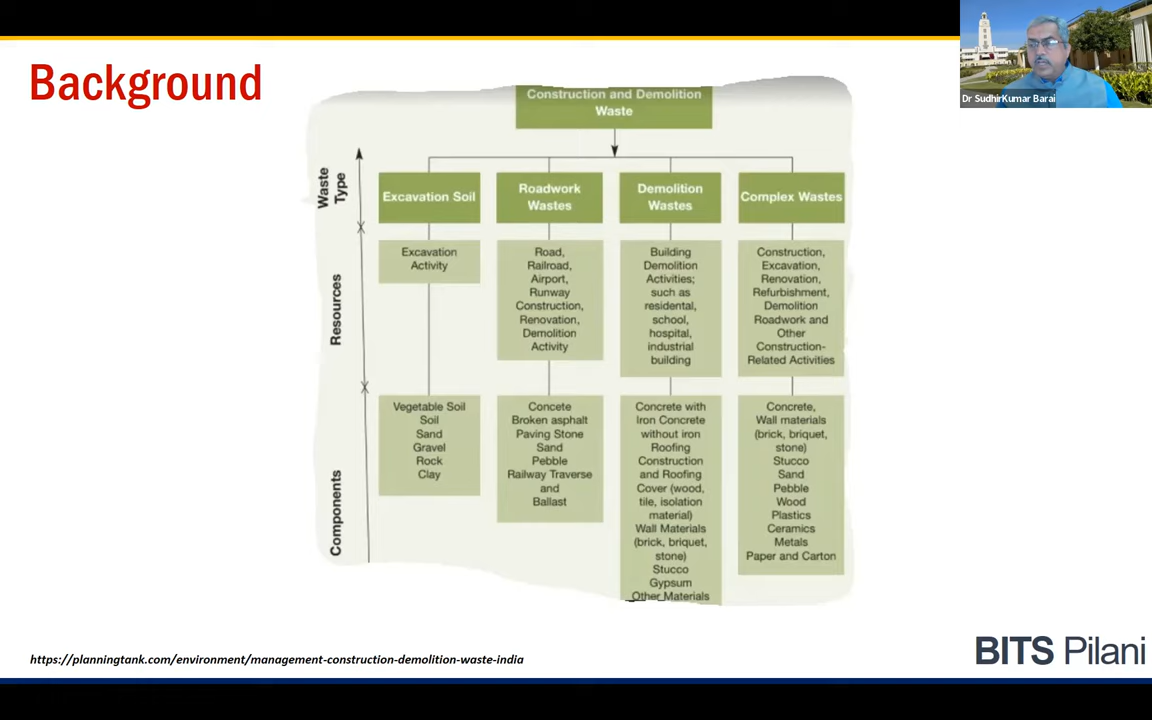 Background
Dr SudhirKumar Barai
Construction and Demolition
Waste
Waste
Type
Excavation Soil
Roadwork
Wastes
Demolition
Wastes
Complex Wastes
Resources
Excavation
Activity
Road,
Railroad,
Airport,
Runway
Construction,
Renovation,
Demolition
Activity
Building
Demolition
Activities;
such as
residental,
school,
hospital,
industrial
building
Construction,
Excavation,
Renovation,
Refurbishment,
Demolition
Roadwork and
Other
Construction-
Related Activities
Components
Vegetable Soil
Soil
Sand
Gravel
Rock
Clay
Concete
Broken asphalt
Paving Stone
Sand
Pebble
Railway Traverse
and
Ballast
Concrete with
Iron Concrete
without iron
Roofing
Construction
and Roofing
Cover (wood,
tile, isolation
material)
Wall Materials
(brick, briquet,
stone)
Stucco
Gypsum
Other Materials
Concrete,
Wall materials
(brick, briquet,
stone)
Stucco
Sand
Pebble
Wood
Plastics
Ceramics
Metals
Paper and Carton
https://planningtank.com/environment/management-construction-demolition-waste-india
BITS Pilani